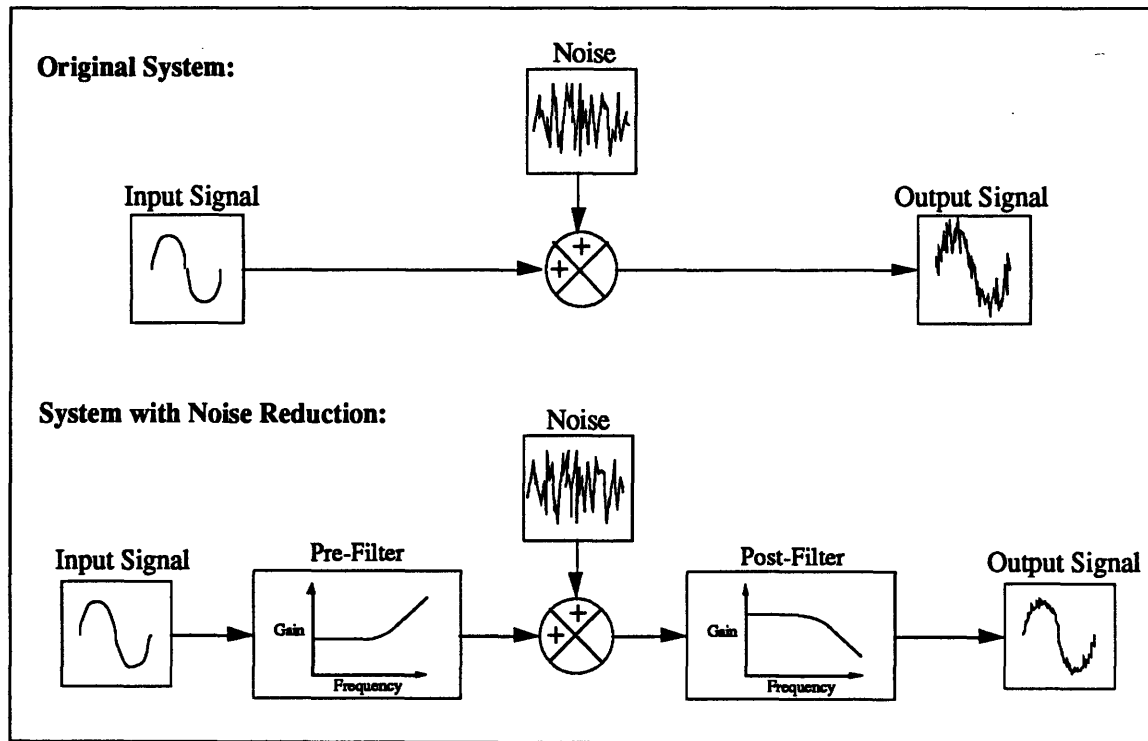 Original System:
Noise
Input Signal
+
+
Output Signal
System with Noise Reduction:
Noise
Input Signal
Pre-Filter
Gain
Frequency
+
+
Post-Filter
Gain
Frequency
Output Signal